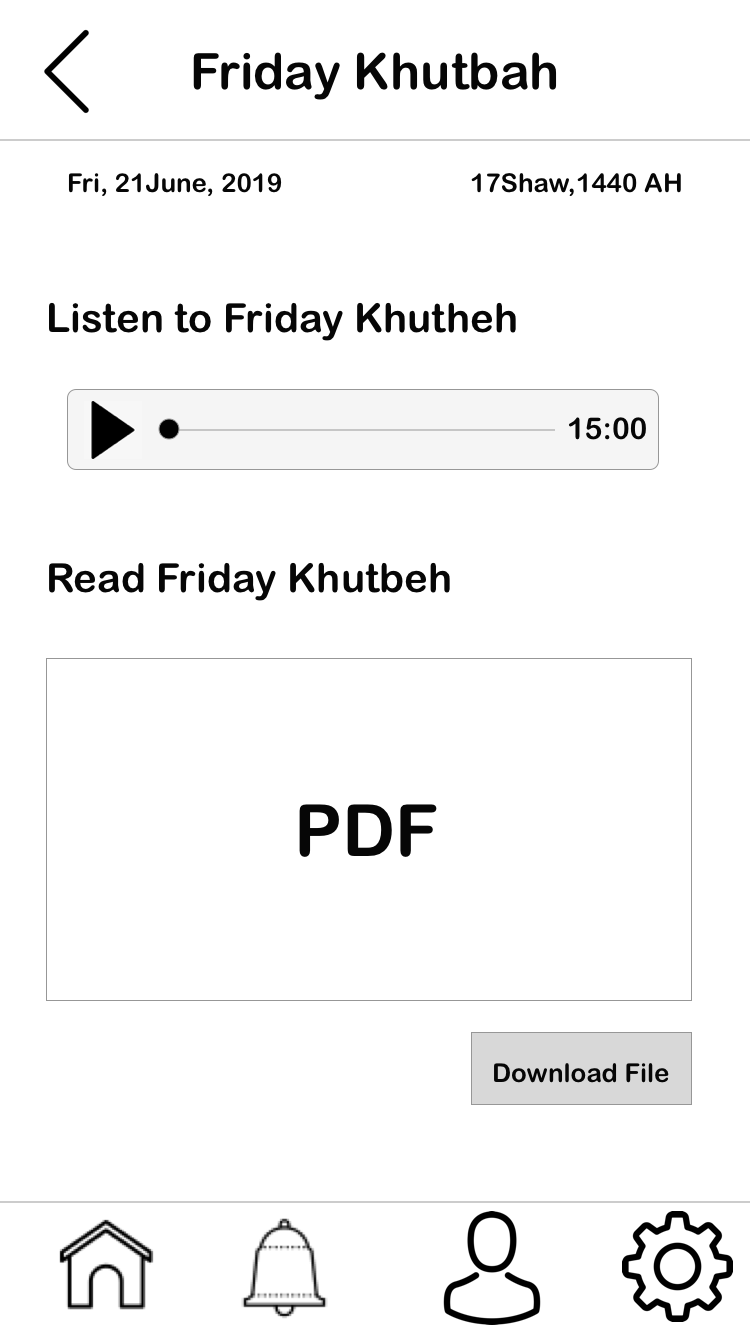 Friday Khutbah
Fri, 21June, 2019
17Shaw,1440 AH
Listen to Friday Khutheh
15:00
Read Friday Khutbeh
PDF
Download File